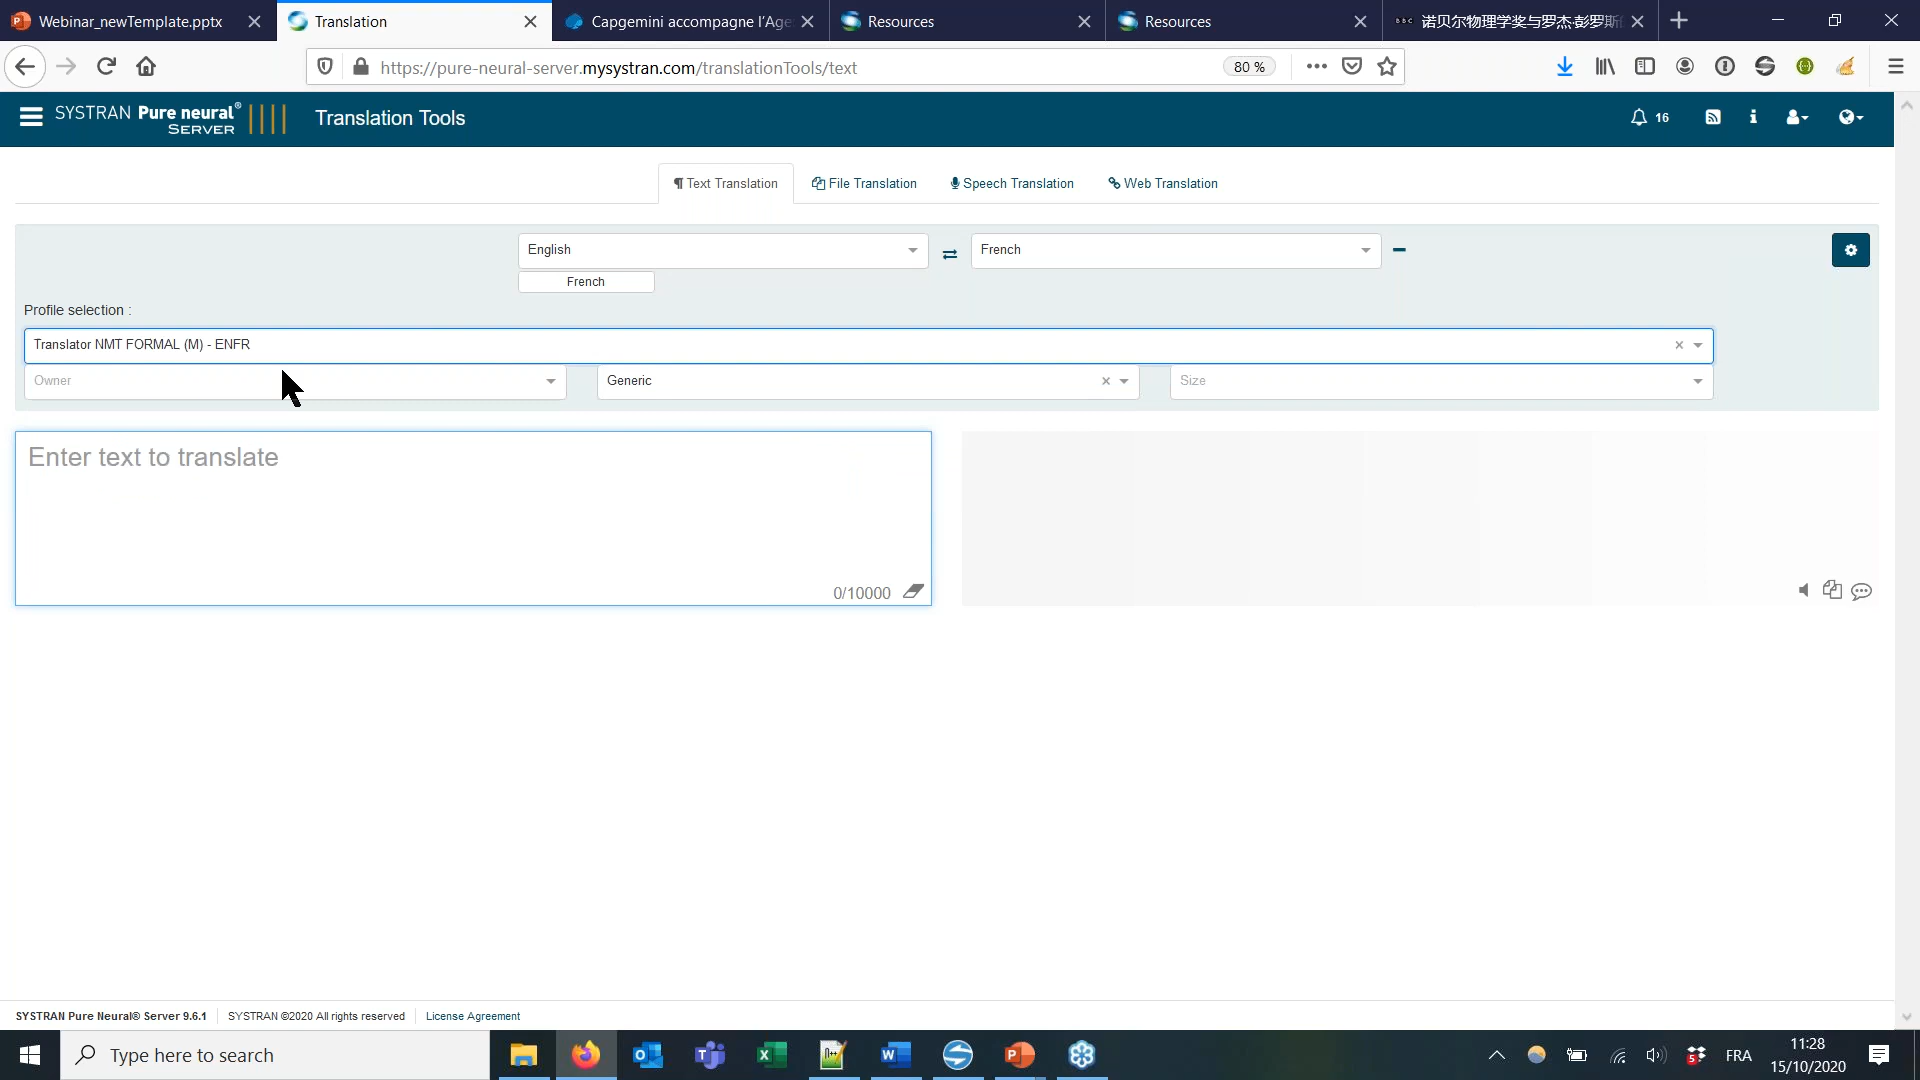 Webinar_newTemplate.pptx
Translation
Capgemini accompagne l'Age
Resources
Resources
BBC 诺贝尔物理学奖与罗杰·彭罗斯
https://pure-neural-server.mysystran.com/translationTools/text
80 %
SYSTRAN Pure neural®
SERVER
Translation Tools
16
Text Translation
File Translation
Speech Translation
Web Translation
English
French
French
Profile selection :
Translator NMT FORMAL (M) - ENFR
Owner
Generic
Size
Enter text to translate
0/10000
SYSTRAN Pure Neural® Server 9.6.1
SYSTRAN ©2020 All rights reserved
License Agreement
Type here to search
5
FRA
11:28
15/10/2020